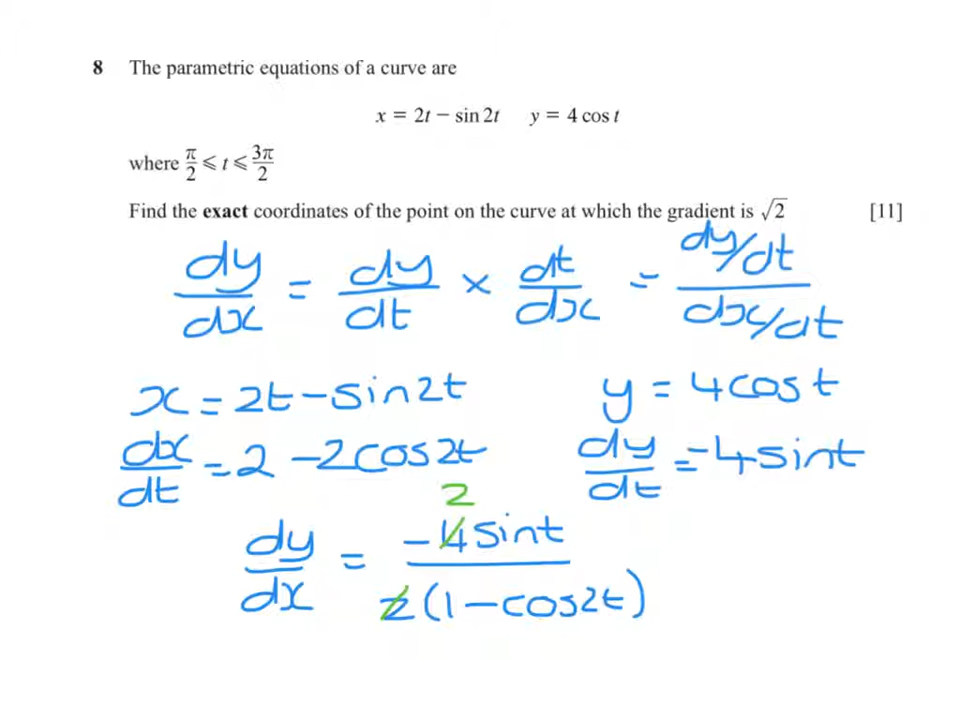 8 The parametric equations of a curve are
x = 2t − sin 2t y = 4 cos t
where π/2 ⩽ t ⩽ 3π/2
Find the exact coordinates of the point on the curve at which the gradient is √2 [11]
dy/dx = dy/dt × dt/dx = (dy/dt)/(dx/dt)
x = 2t − sin2t y = 4cos t
dx/dt = 2 − 2cos2t dy/dt = −4sint
2
dy/dx = −4sint / 2(1 − cos2t)